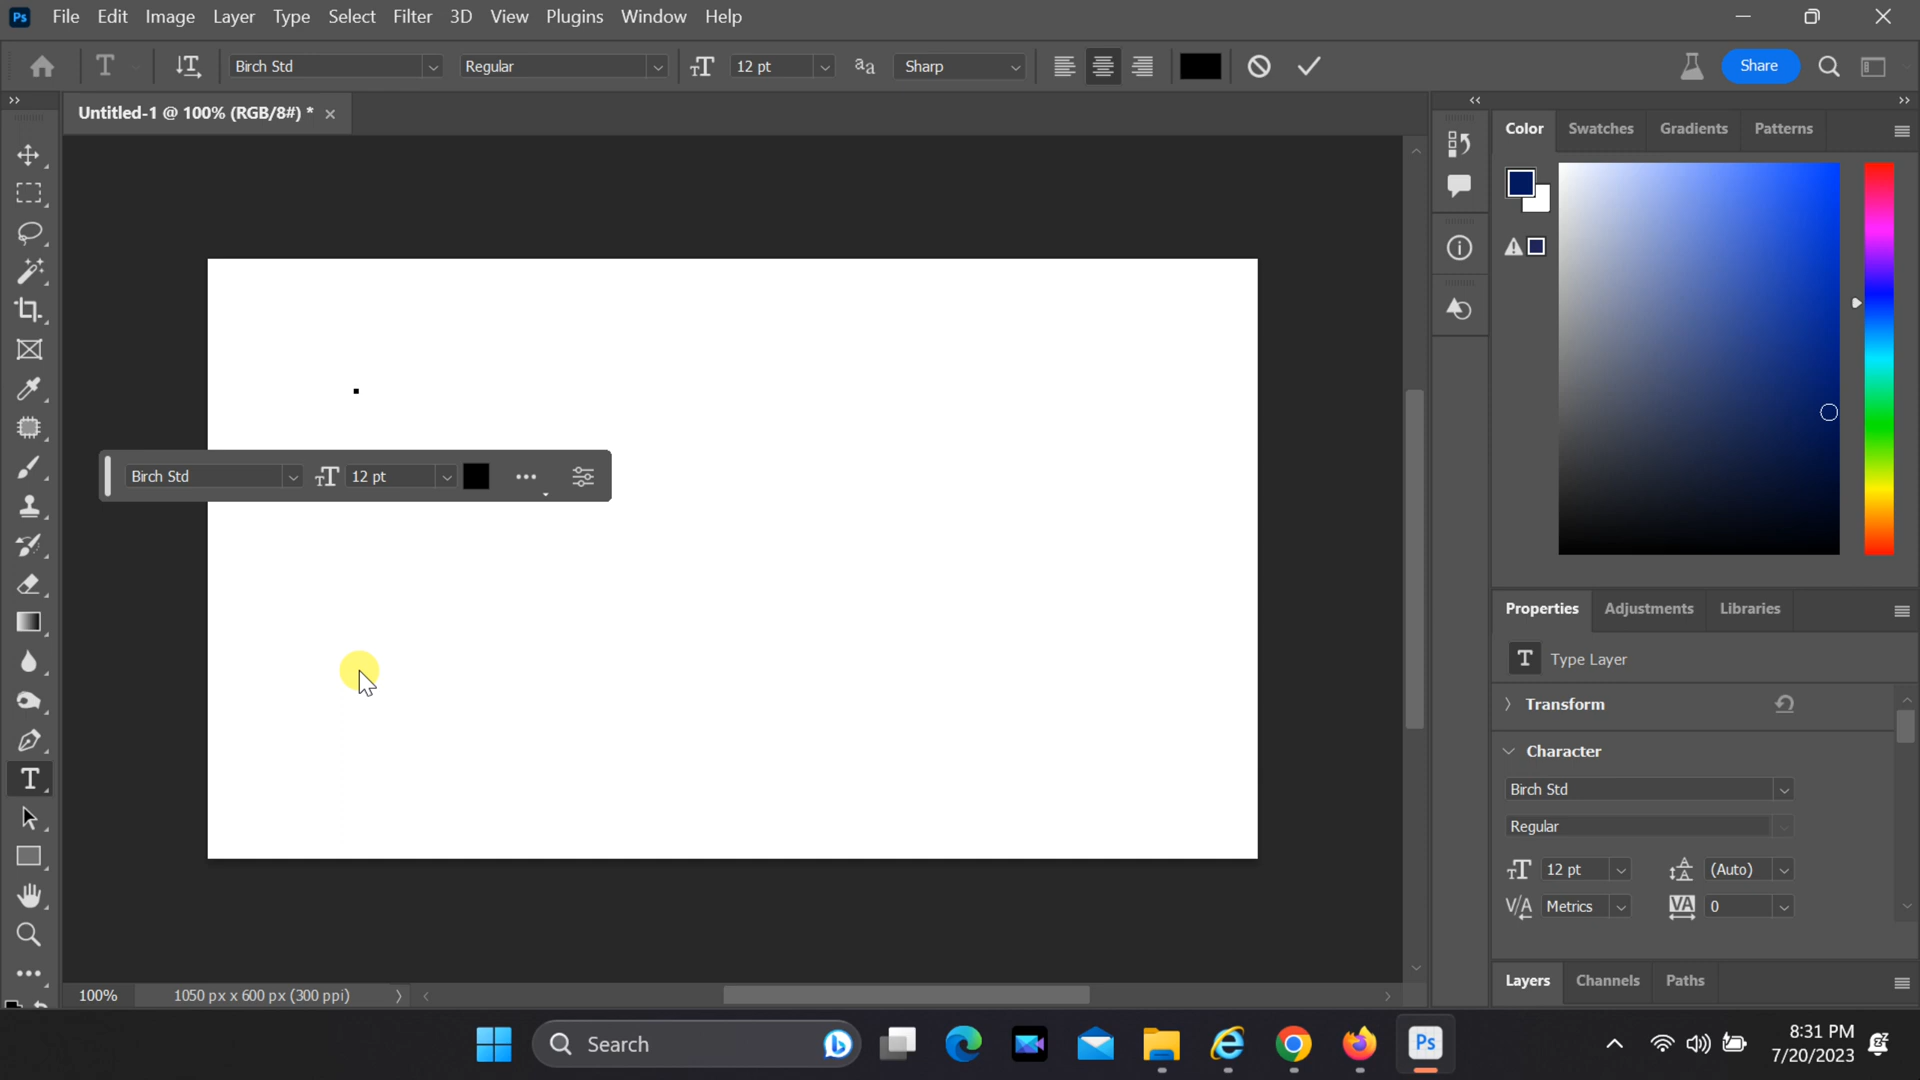 Ps File Edit Image Layer Type Select Filter 3D View Plugins Window Help
T Birch Std Regular 12 pt aa Sharp Share
Untitled-1 @ 100% (RGB/8#) *
Color Swatches Gradients Patterns
Birch Std 12 pt
Properties Adjustments Libraries
T Type Layer
Transform
Character
Birch Std
Regular
12 pt (Auto)
V/A Metrics VA 0
Layers Channels Paths
100% 1050 px x 600 px (300 ppi)
Search Ps 8:31 PM
7/20/2023